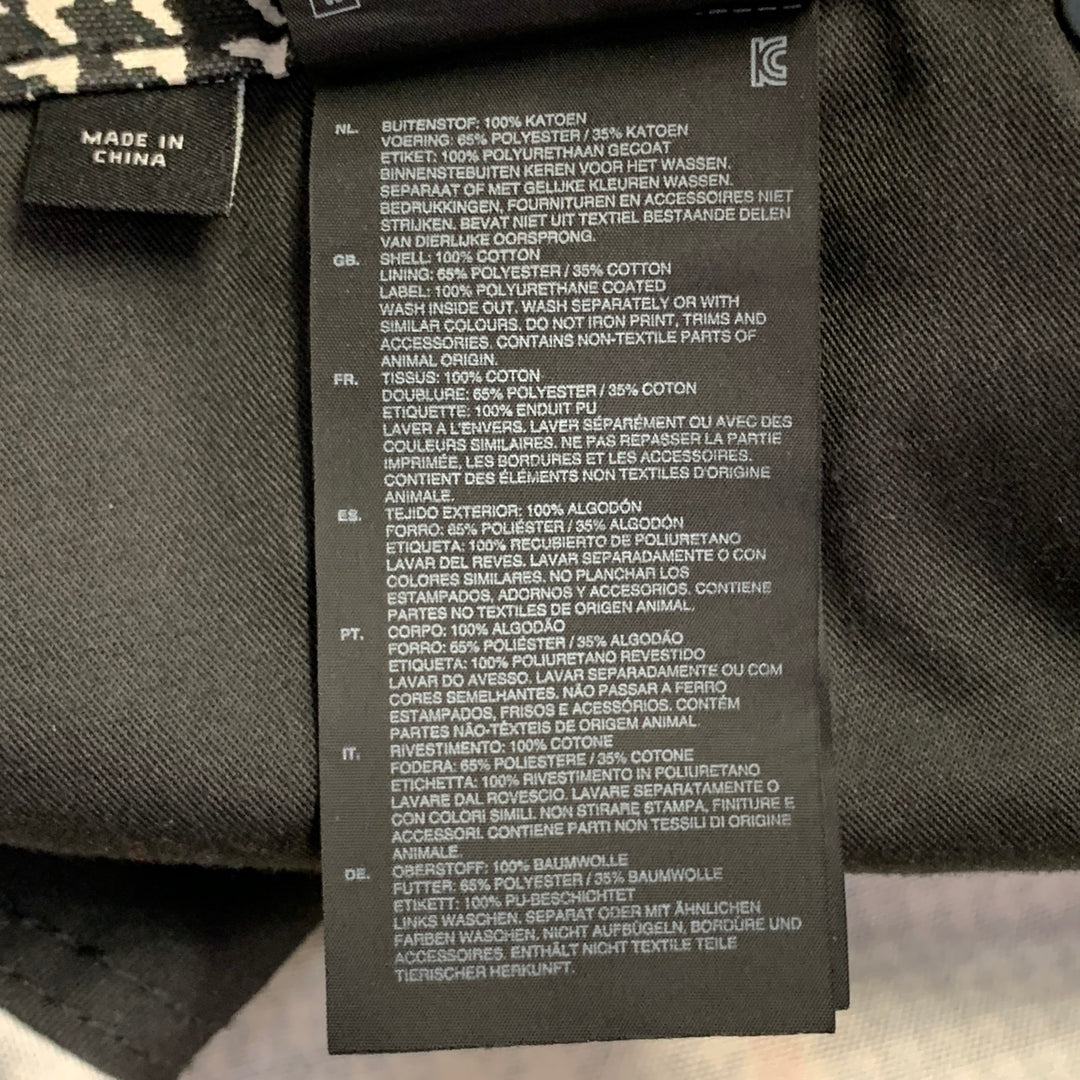 MADE IN
CHINA
NL. BUITENSTOF: 100% KATOEN
VOERING: 65% POLYESTER / 35% KATOEN
ETIKET: 100% POLYURETHAAN GECOAT
BINNENSTEBUITEN KEREN VOOR HET WASSEN.
SEPARAAT OF MET GELIJKE KLEUREN WASSEN.
BEDRUKKINGEN, FOURNITUREN EN ACCESSOIRES NIET
STRIJKEN. BEVAT NIET UIT TEXTIEL BESTAANDE DELEN
VAN DIERLIJKE OORSPRONG.
GB. SHELL: 100% COTTON
LINING: 65% POLYESTER / 35% COTTON
LABEL: 100% POLYURETHANE COATED
WASH INSIDE OUT. WASH SEPARATELY OR WITH
SIMILAR COLOURS. DO NOT IRON PRINT, TRIMS AND
ACCESSORIES. CONTAINS NON-TEXTILE PARTS OF
ANIMAL ORIGIN.
FR. TISSUS: 100% COTON
DOUBLURE: 65% POLYESTER / 35% COTON
ETIQUETTE: 100% ENDUIT PU
LAVER A L'ENVERS. LAVER SÉPARÉMENT OU AVEC DES
COULEURS SIMILAIRES. NE PAS REPASSER LA PARTIE
IMPRIMÉE, LES BORDURES ET LES ACCESSOIRES.
CONTIENT DES ÉLÉMENTS NON TEXTILES D'ORIGINE
ANIMALE.
ES. TEJIDO EXTERIOR: 100% ALGODÓN
FORRO: 65% POLIÉSTER / 35% ALGODÓN
ETIQUETA: 100% RECUBIERTO DE POLIURETANO
LAVAR DEL REVES. LAVAR SEPARADAMENTE O CON
COLORES SIMILARES. NO PLANCHAR LOS
ESTAMPADOS, ADORNOS Y ACCESORIOS. CONTIENE
PARTES NO TEXTILES DE ORIGEN ANIMAL.
PT. CORPO: 100% ALGODÃO
FORRO: 65% POLIÉSTER / 35% ALGODÃO
ETIQUETA: 100% POLIURETANO REVESTIDO
LAVAR DO AVESSO. LAVAR SEPARADAMENTE OU COM
CORES SEMELHANTES. NÃO PASSAR A FERRO
ESTAMPADOS, FRISOS E ACESSÓRIOS. CONTÉM
PARTES NÃO-TÊXTEIS DE ORIGEM ANIMAL.
IT. RIVESTIMENTO: 100% COTONE
FODERA: 65% POLIESTERE / 35% COTONE
ETICHETTA: 100% RIVESTIMENTO IN POLIURETANO
LAVARE DAL ROVESCIO. LAVARE SEPARATAMENTE O
CON COLORI SIMILI. NON STIRARE STAMPA, FINITURE E
ACCESSORI. CONTIENE PARTI NON TESSILI DI ORIGINE
ANIMALE.
DE. OBERSTOFF: 100% BAUMWOLLE
FUTTER: 65% POLYESTER / 35% BAUMWOLLE
ETIKETT: 100% PU-BESCHICHTET
LINKS WASCHEN. SEPARAT ODER MIT ÄHNLICHEN
FARBEN WASCHEN. NICHT AUFBÜGELN, BORDÜRE UND
ACCESSOIRES. ENTHÄLT NICHT TEXTILE TEILE
TIERISCHER HERKUNFT.